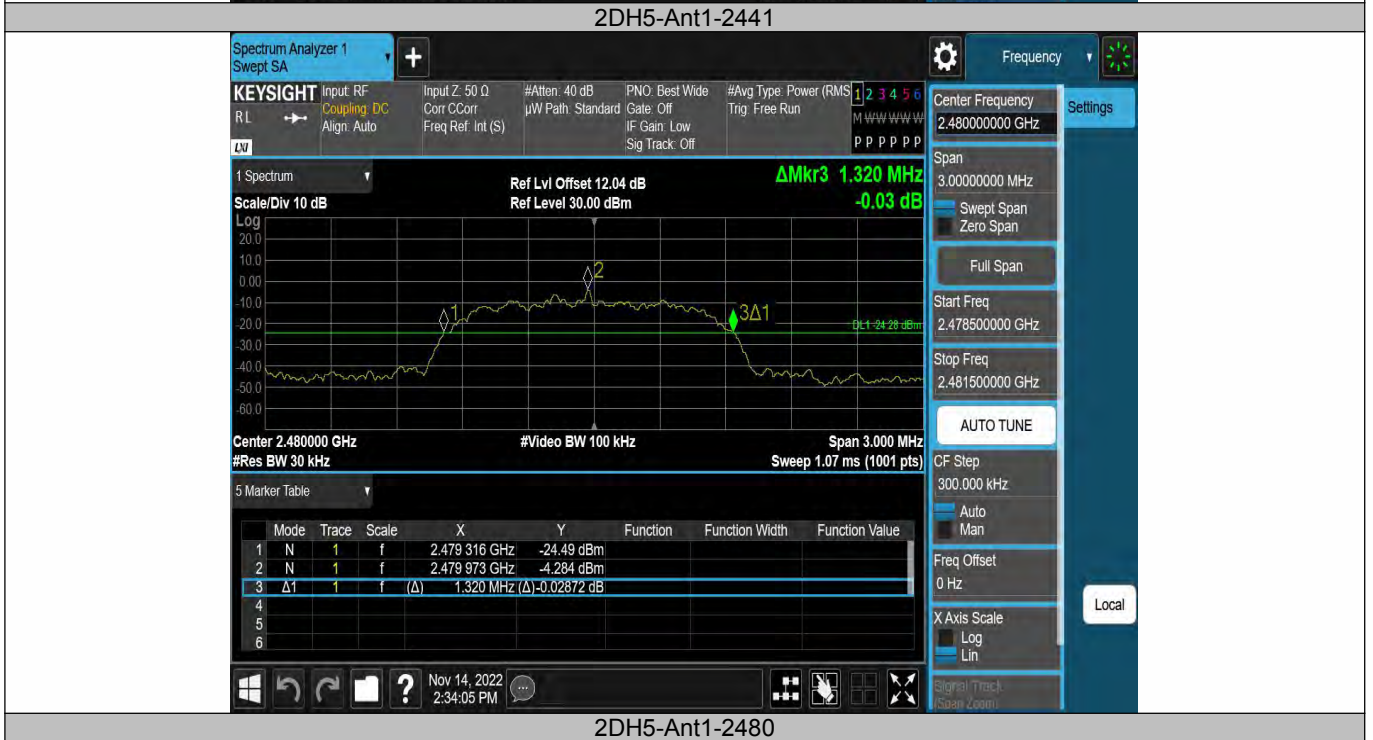 2DH5-Ant1-2441
Spectrum Analyzer 1
Swept SA
+
Frequency
KEYSIGHT
RL
LXI
Input: RF
Coupling: DC
Align: Auto
Input Z: 50 Ω
Corr CCorr
Freq Ref: Int (S)
#Atten: 40 dB
µW Path: Standard
PNO: Best Wide
Gate: Off
IF Gain: Low
Sig Track: Off
#Avg Type: Power (RMS
Trig: Free Run
1 2 3 4 5 6
M W W W W W
P P P P P P
Center Frequency
2.480000000 GHz
Settings
Span
3.00000000 MHz
Swept Span
Zero Span
Full Span
Start Freq
2.478500000 GHz
Stop Freq
2.481500000 GHz
AUTO TUNE
CF Step
300.000 kHz
Auto
Man
Freq Offset
0 Hz
X Axis Scale
Log
Lin
Signal Track
(Span Zoom)
Local
1 Spectrum
Scale/Div 10 dB
Ref Lvl Offset 12.04 dB
Ref Level 30.00 dBm
ΔMkr3 1.320 MHz
-0.03 dB
Log
20.0
10.0
0.00
-10.0
-20.0
-30.0
-40.0
-50.0
-60.0
1
2
3Δ1
DL1 -24.28 dBm
Center 2.480000 GHz
#Video BW 100 kHz
Span 3.000 MHz
#Res BW 30 kHz
Sweep 1.07 ms (1001 pts)
5 Marker Table
Mode Trace Scale X Y Function Function Width Function Value
1 N 1 f 2.479 316 GHz -24.49 dBm
2 N 1 f 2.479 973 GHz -4.284 dBm
3 Δ1 1 f (Δ) 1.320 MHz (Δ)-0.02872 dB
4
5
6
?
Nov 14, 2022
2:34:05 PM
2DH5-Ant1-2480